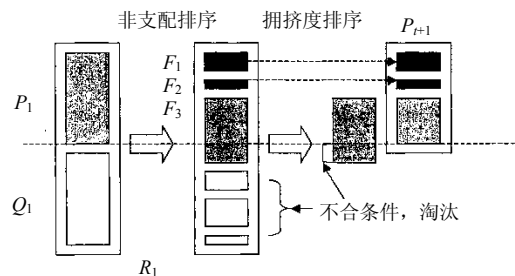 非支配排序 拥挤度排序 P_{t+1}
F_1
F_2
P_1 F_3
Q_1
不合条件，淘汰
R_1